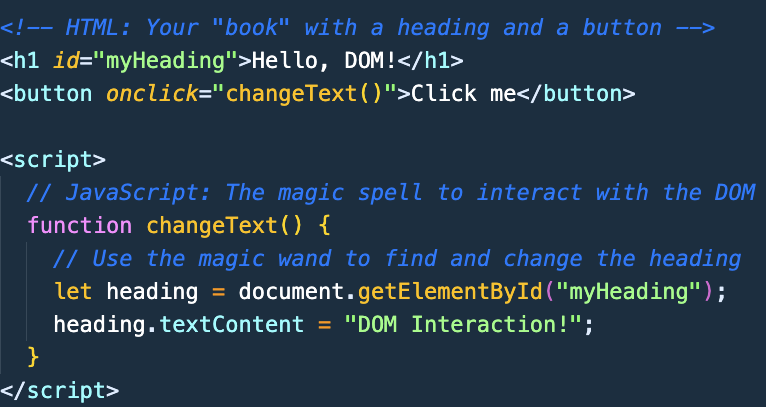 <!-- HTML: Your "book" with a heading and a button -->
<h1 id="myHeading">Hello, DOM!</h1>
<button onclick="changeText()">Click me</button>

<script>
  // JavaScript: The magic spell to interact with the DOM
  function changeText() {
    // Use the magic wand to find and change the heading
    let heading = document.getElementById("myHeading");
    heading.textContent = "DOM Interaction!";
  }
</script>